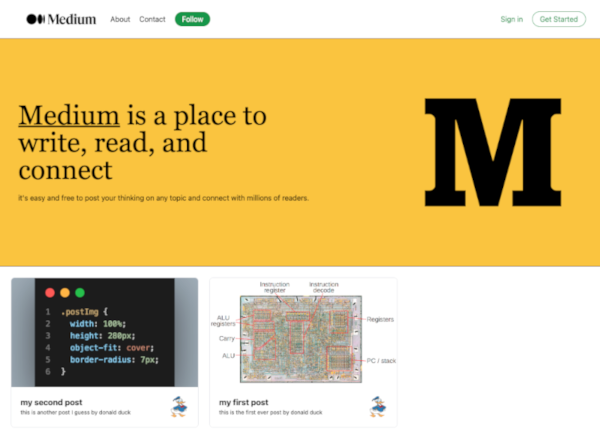 Medium About Contact Follow Sign in Get Started
Medium is a place to
write, read, and
connect
It's easy and free to post your thinking on any topic and connect with millions of readers.
M
1 .postImg {
2 width: 100%;
3 height: 280px;
4 object-fit: cover;
5 border-radius: 7px;
6 }
my second post
this is another post I guess by donald duck
Instruction
register
Instruction
decode
ALU
registers
Registers
Carry
ALU
PC / stack
my first post
this is the first ever post by donald duck